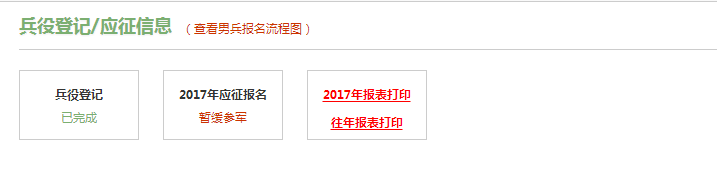 兵役登记/应征信息 （查看男兵报名流程图）
兵役登记
已完成
2017年应征报名
暂缓参军
2017年报表打印
往年报表打印